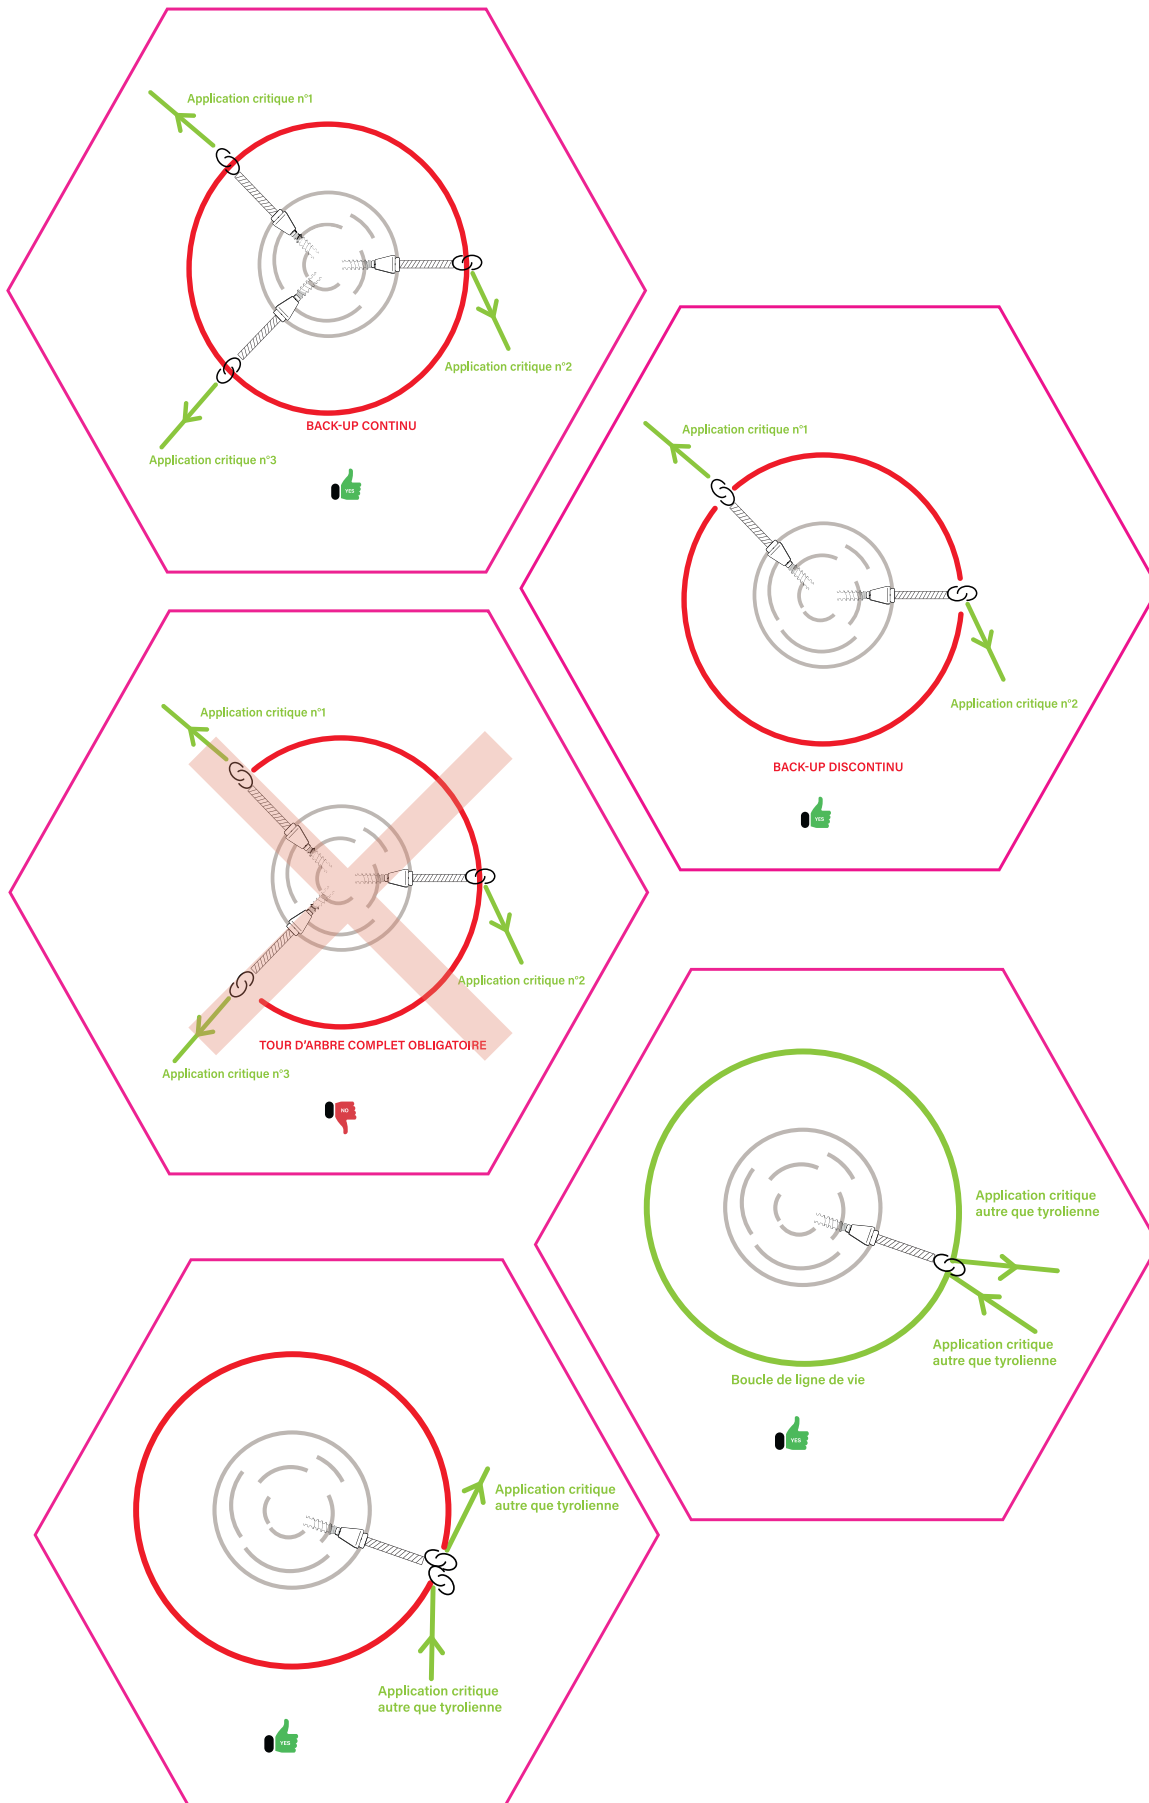 Application critique n°1
Application critique n°2
BACK-UP CONTINU
Application critique n°3
YES
Application critique n°1
Application critique n°2
BACK-UP DISCONTINU
YES
Application critique n°1
Application critique n°2
TOUR D'ARBRE COMPLET OBLIGATOIRE
Application critique n°3
NO
Application critique
autre que tyrolienne
Application critique
autre que tyrolienne
Boucle de ligne de vie
YES
Application critique
autre que tyrolienne
Application critique
autre que tyrolienne
YES